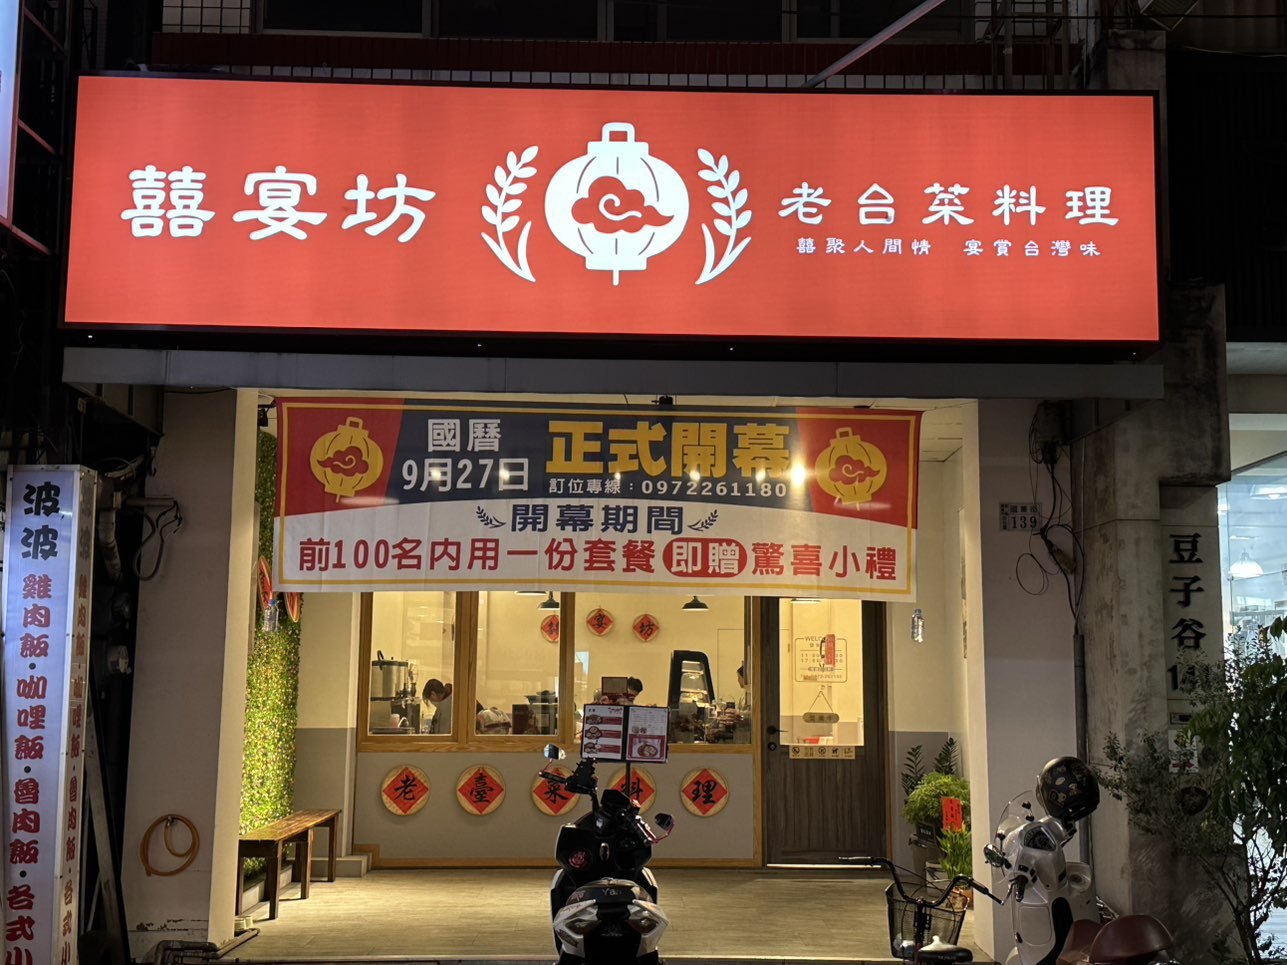 囍宴坊
老台菜料理
囍聚人間情 宴賞台灣味
國曆
9月27日
正式開幕
訂位專線：0972261180
開幕期間
前100名內用一份套餐即贈驚喜小禮
139
波波
雞肉飯·咖哩飯·魯肉飯·各式小
豆子谷
宴
坊
WELCOME
老臺菜料理